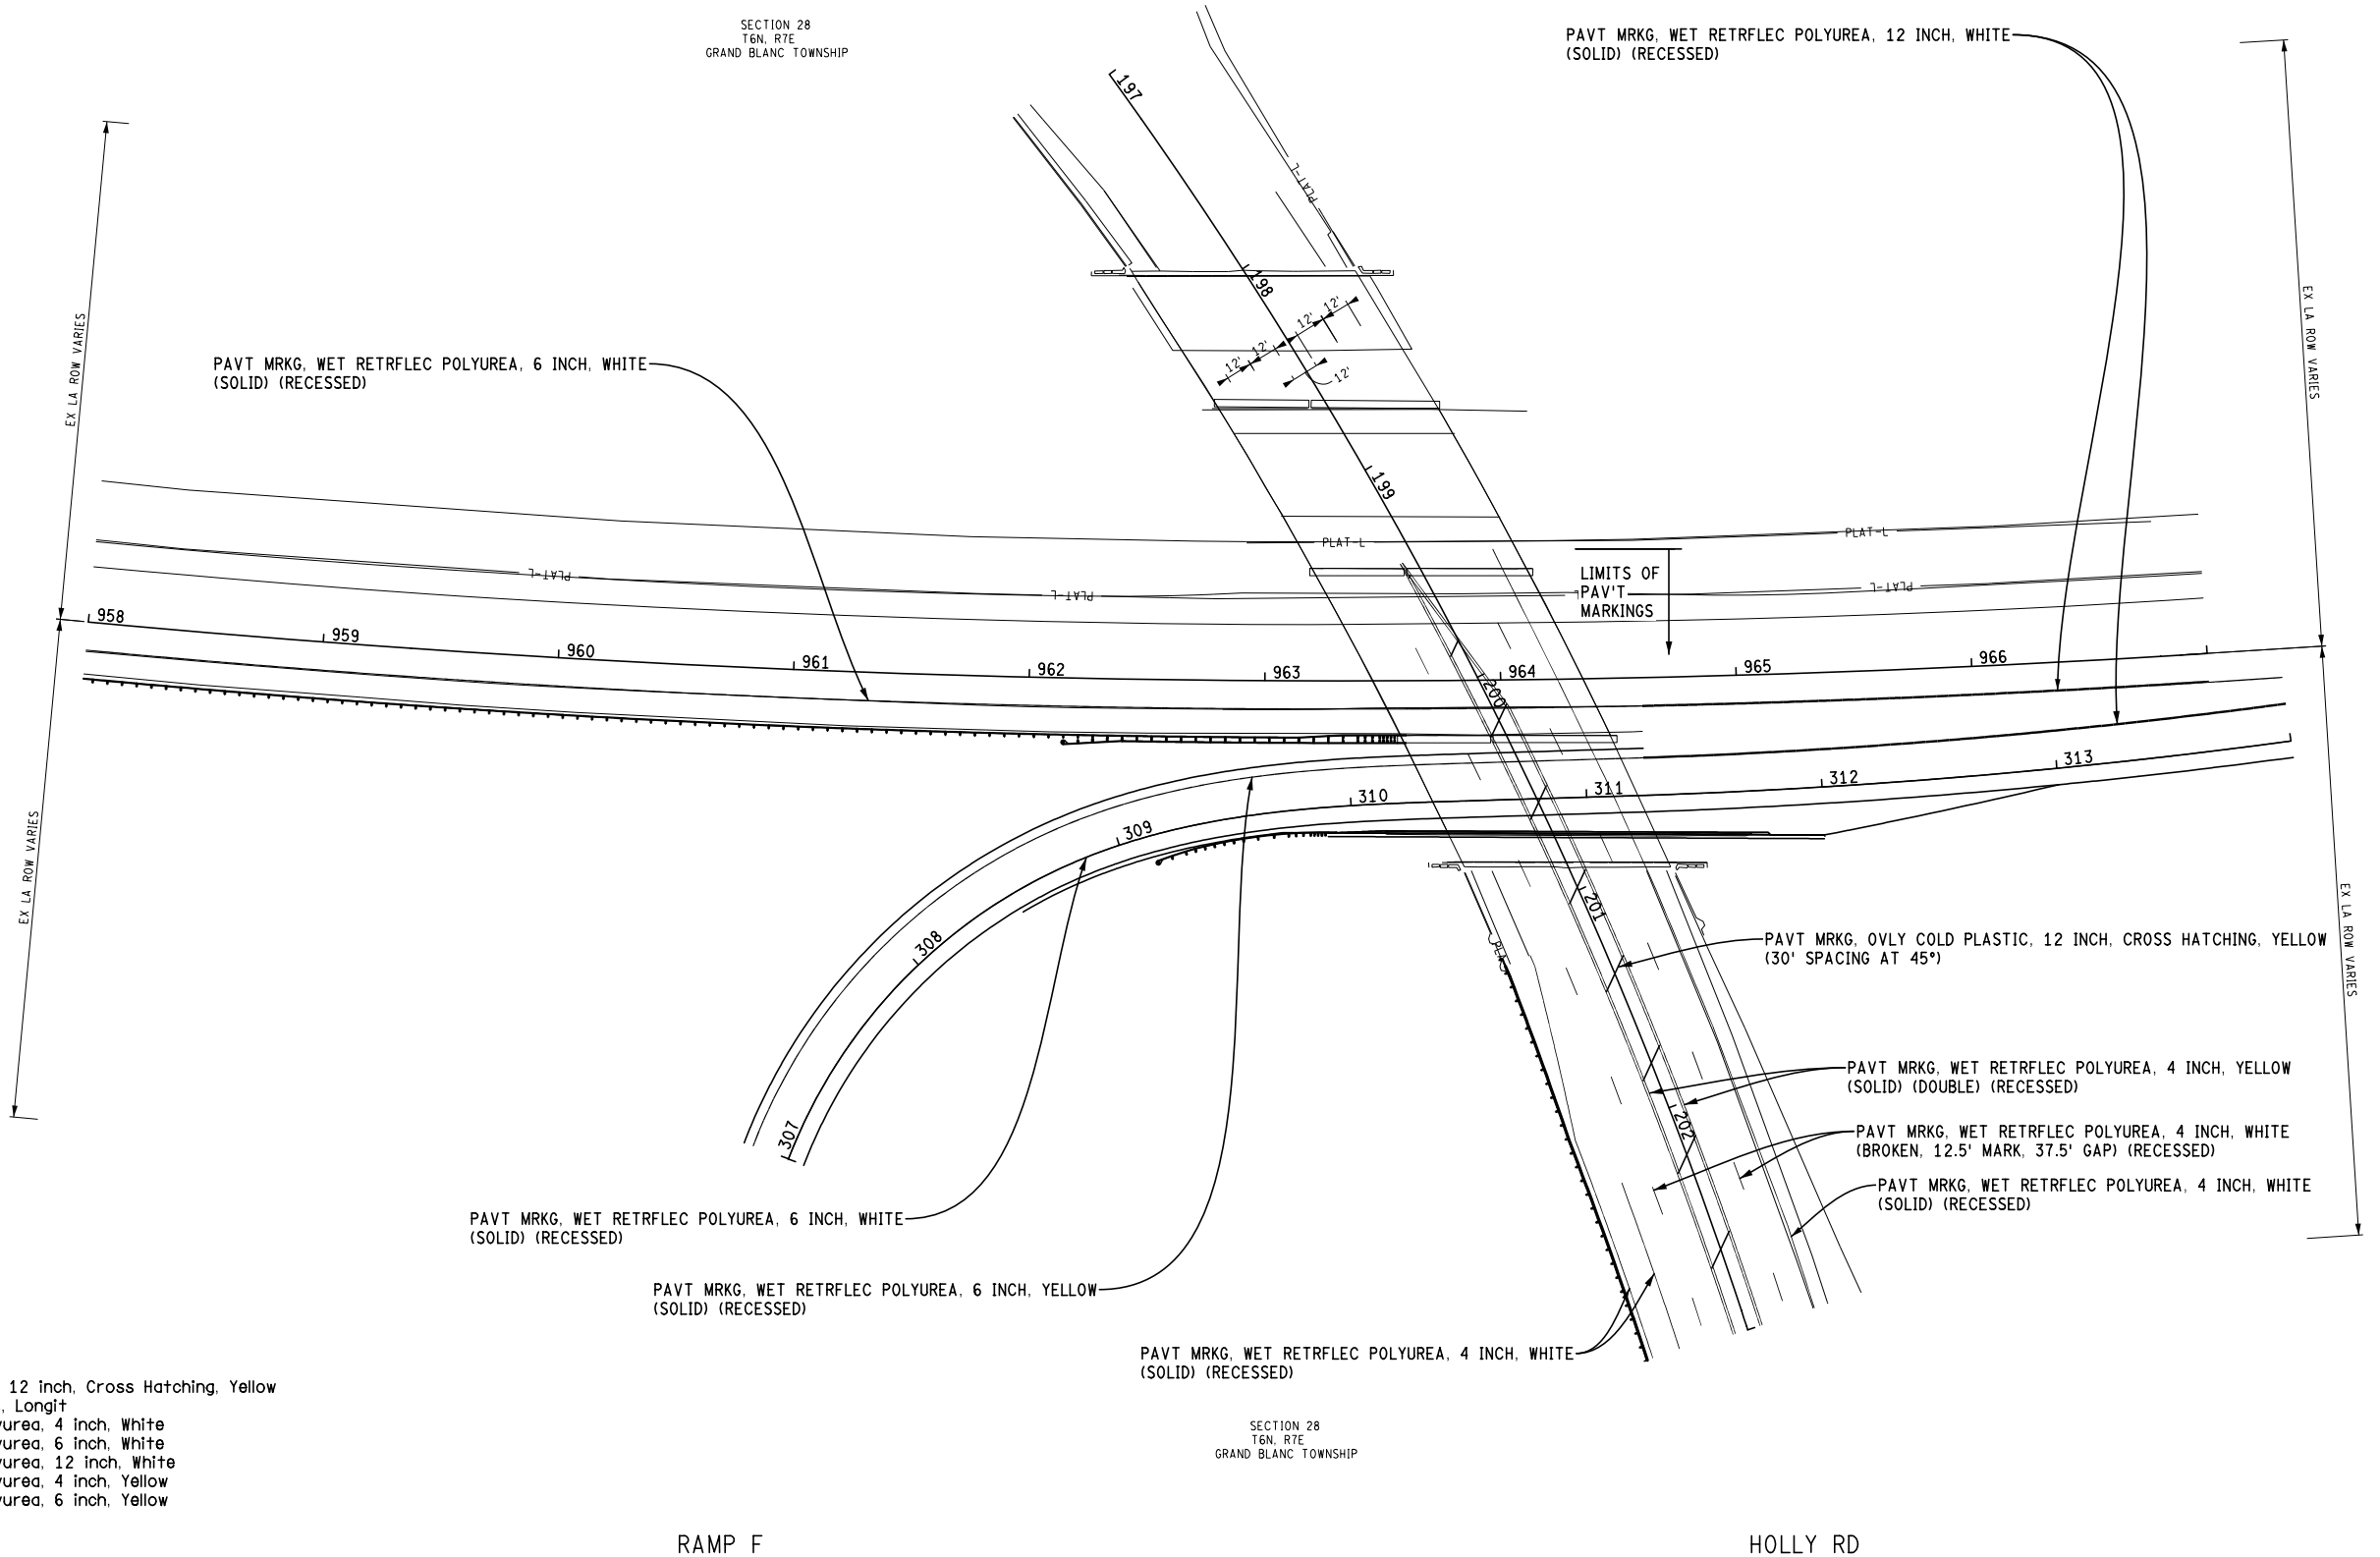 SECTION 28
T6N, R7E
GRAND BLANC TOWNSHIP
PAVT MRKG, WET RETRFLEC POLYUREA, 12 INCH, WHITE
(SOLID) (RECESSED)
197
PLAT-L
198
12'
12'
12'
12'
12'
EX LA ROW VARIES
EX LA ROW VARIES
PAVT MRKG, WET RETRFLEC POLYUREA, 6 INCH, WHITE
(SOLID) (RECESSED)
199
PLAT-L
PLAT-L
PLAT-L
PLAT-L
PLAT-L
LIMITS OF
PAV'T
MARKINGS
958
959
960
961
962
963
964
965
966
200
310
311
312
313
309
308
307
201
202
EX LA ROW VARIES
EX LA ROW VARIES
PAVT MRKG, OVLY COLD PLASTIC, 12 INCH, CROSS HATCHING, YELLOW
(30' SPACING AT 45°)
PAVT MRKG, WET RETRFLEC POLYUREA, 4 INCH, YELLOW
(SOLID) (DOUBLE) (RECESSED)
PAVT MRKG, WET RETRFLEC POLYUREA, 4 INCH, WHITE
(BROKEN, 12.5' MARK, 37.5' GAP) (RECESSED)
PAVT MRKG, WET RETRFLEC POLYUREA, 4 INCH, WHITE
(SOLID) (RECESSED)
PAVT MRKG, WET RETRFLEC POLYUREA, 6 INCH, WHITE
(SOLID) (RECESSED)
PAVT MRKG, WET RETRFLEC POLYUREA, 6 INCH, YELLOW
(SOLID) (RECESSED)
PAVT MRKG, WET RETRFLEC POLYUREA, 4 INCH, WHITE
(SOLID) (RECESSED)
12 inch, Cross Hatching, Yellow
, Longit
yurea, 4 inch, White
yurea, 6 inch, White
yurea, 12 inch, White
yurea, 4 inch, Yellow
yurea, 6 inch, Yellow
SECTION 28
T6N, R7E
GRAND BLANC TOWNSHIP
RAMP F
HOLLY RD